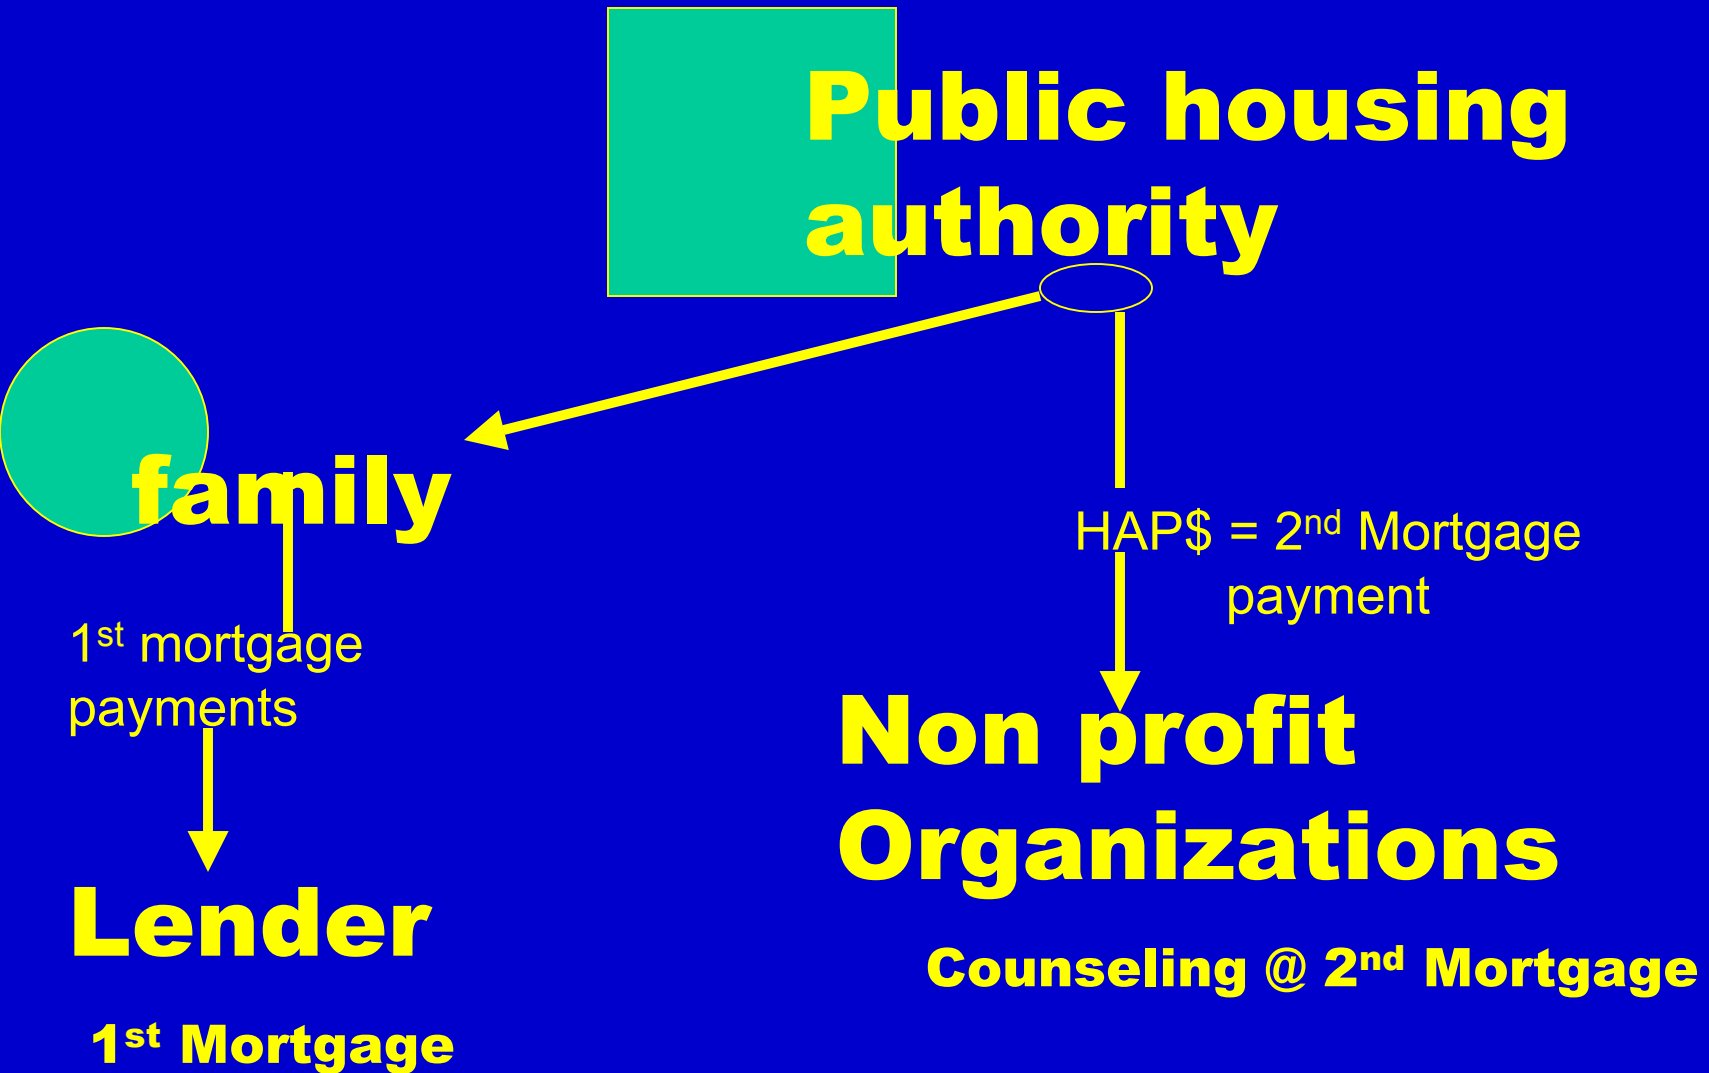 Public housing
authority
family
HAP$ = 2nd Mortgage
payment
1st mortgage
payments
Non profit
Organizations
Lender
Counseling @ 2nd Mortgage
1st Mortgage